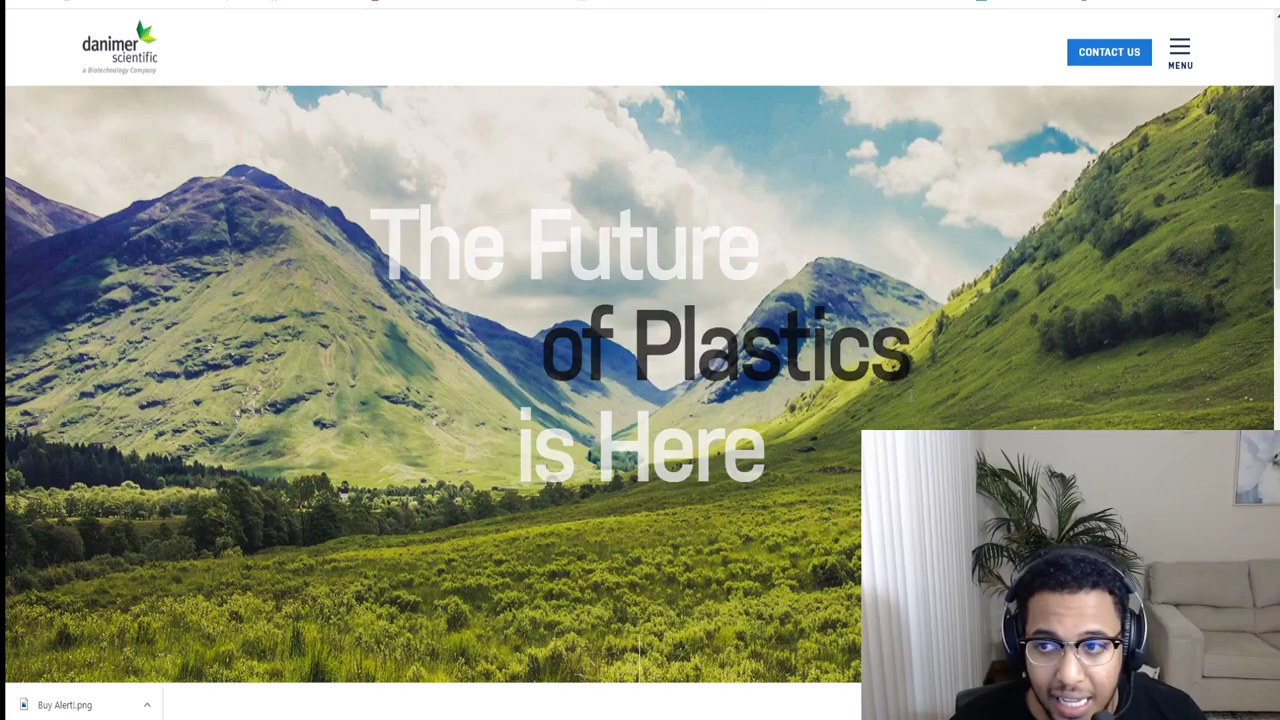 danimer
scientific
a Biotechnology Company
CONTACT US
MENU
The Future
of Plastics
is Here
Buy Alert!.png